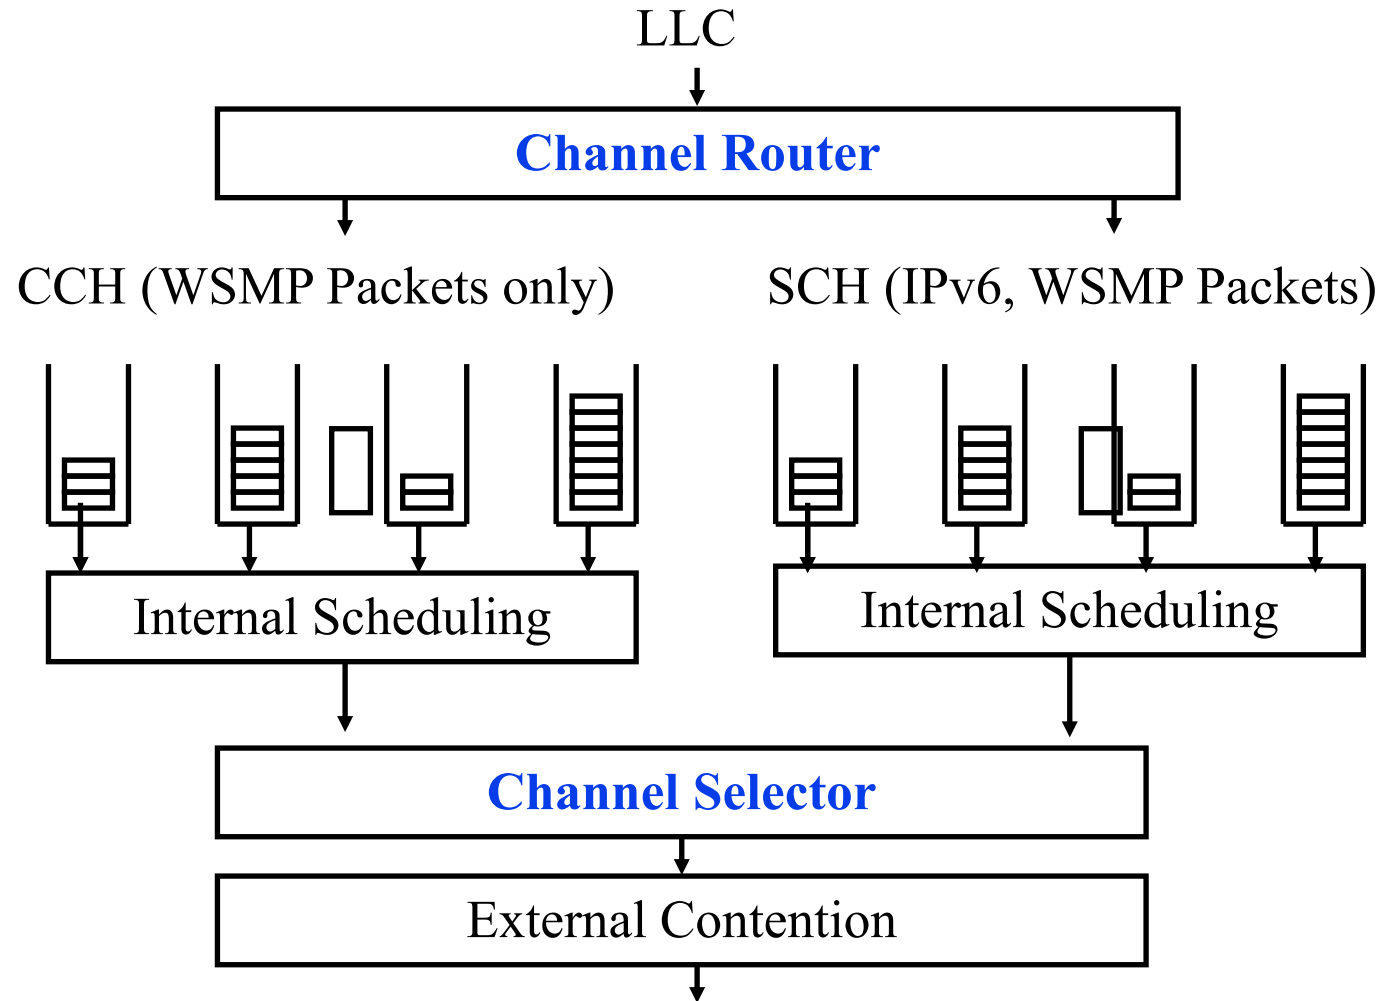 LLC
Channel Router
CCH (WSMP Packets only)
SCH (IPv6, WSMP Packets)
Internal Scheduling
Internal Scheduling
Channel Selector
External Contention